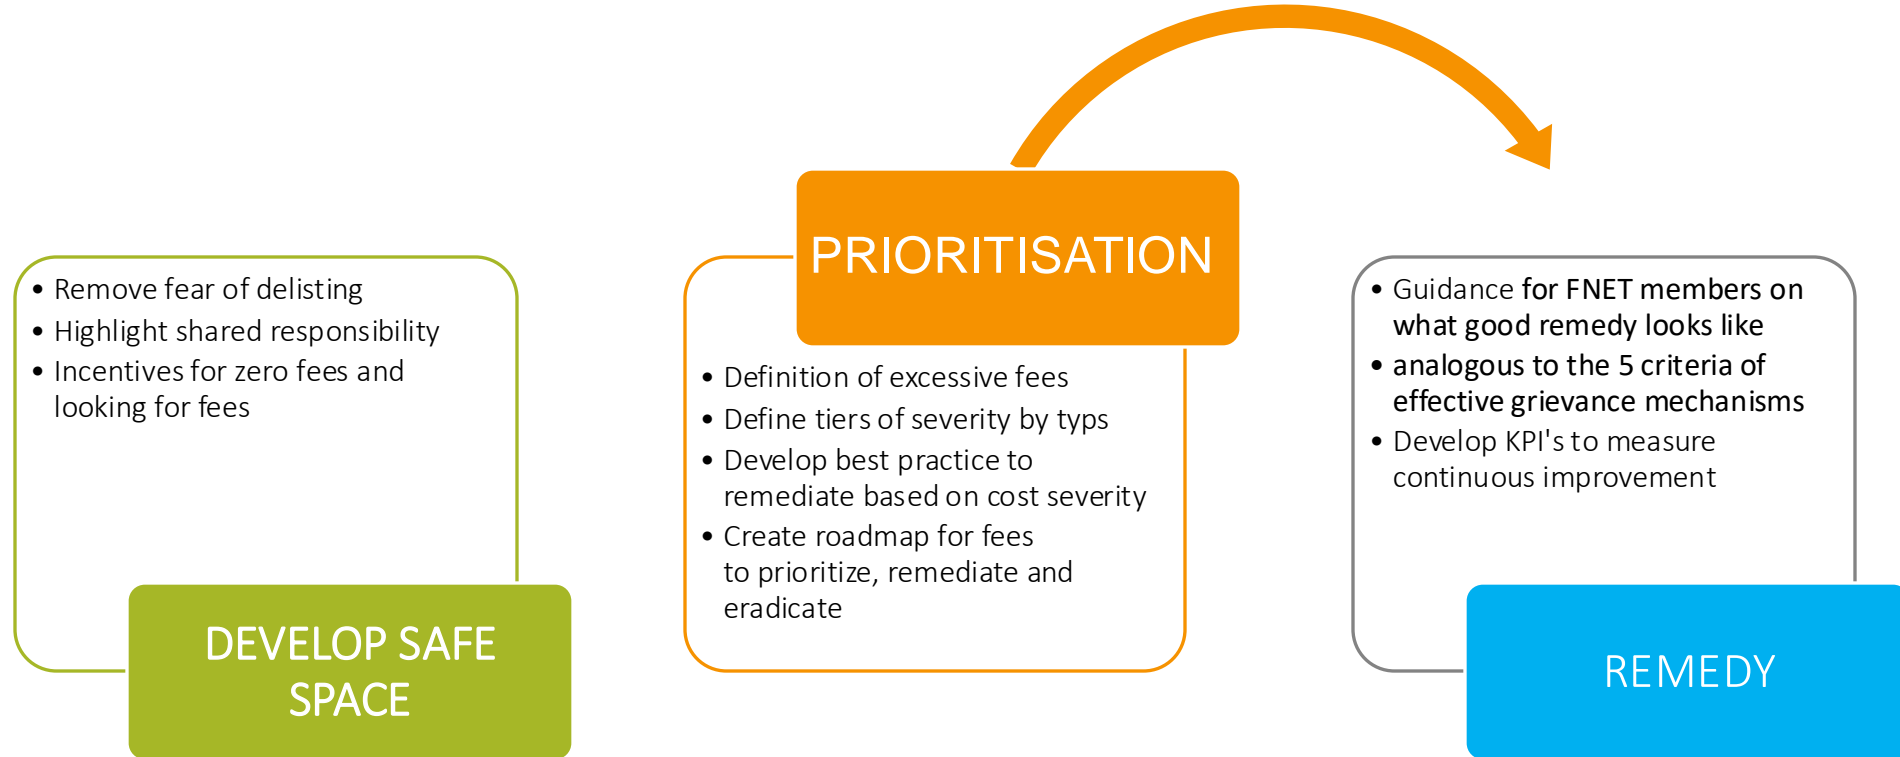 • Remove fear of delisting
• Highlight shared responsibility
• Incentives for zero fees and
looking for fees
DEVELOP SAFE
SPACE
PRIORITISATION
• Definition of excessive fees
• Define tiers of severity by typs
• Develop best practice to
remediate based on cost severity
• Create roadmap for fees
to prioritize, remediate and
eradicate
• Guidance for FNET members on
what good remedy looks like
• analogous to the 5 criteria of
effective grievance mechanisms
• Develop KPI's to measure
continuous improvement
REMEDY